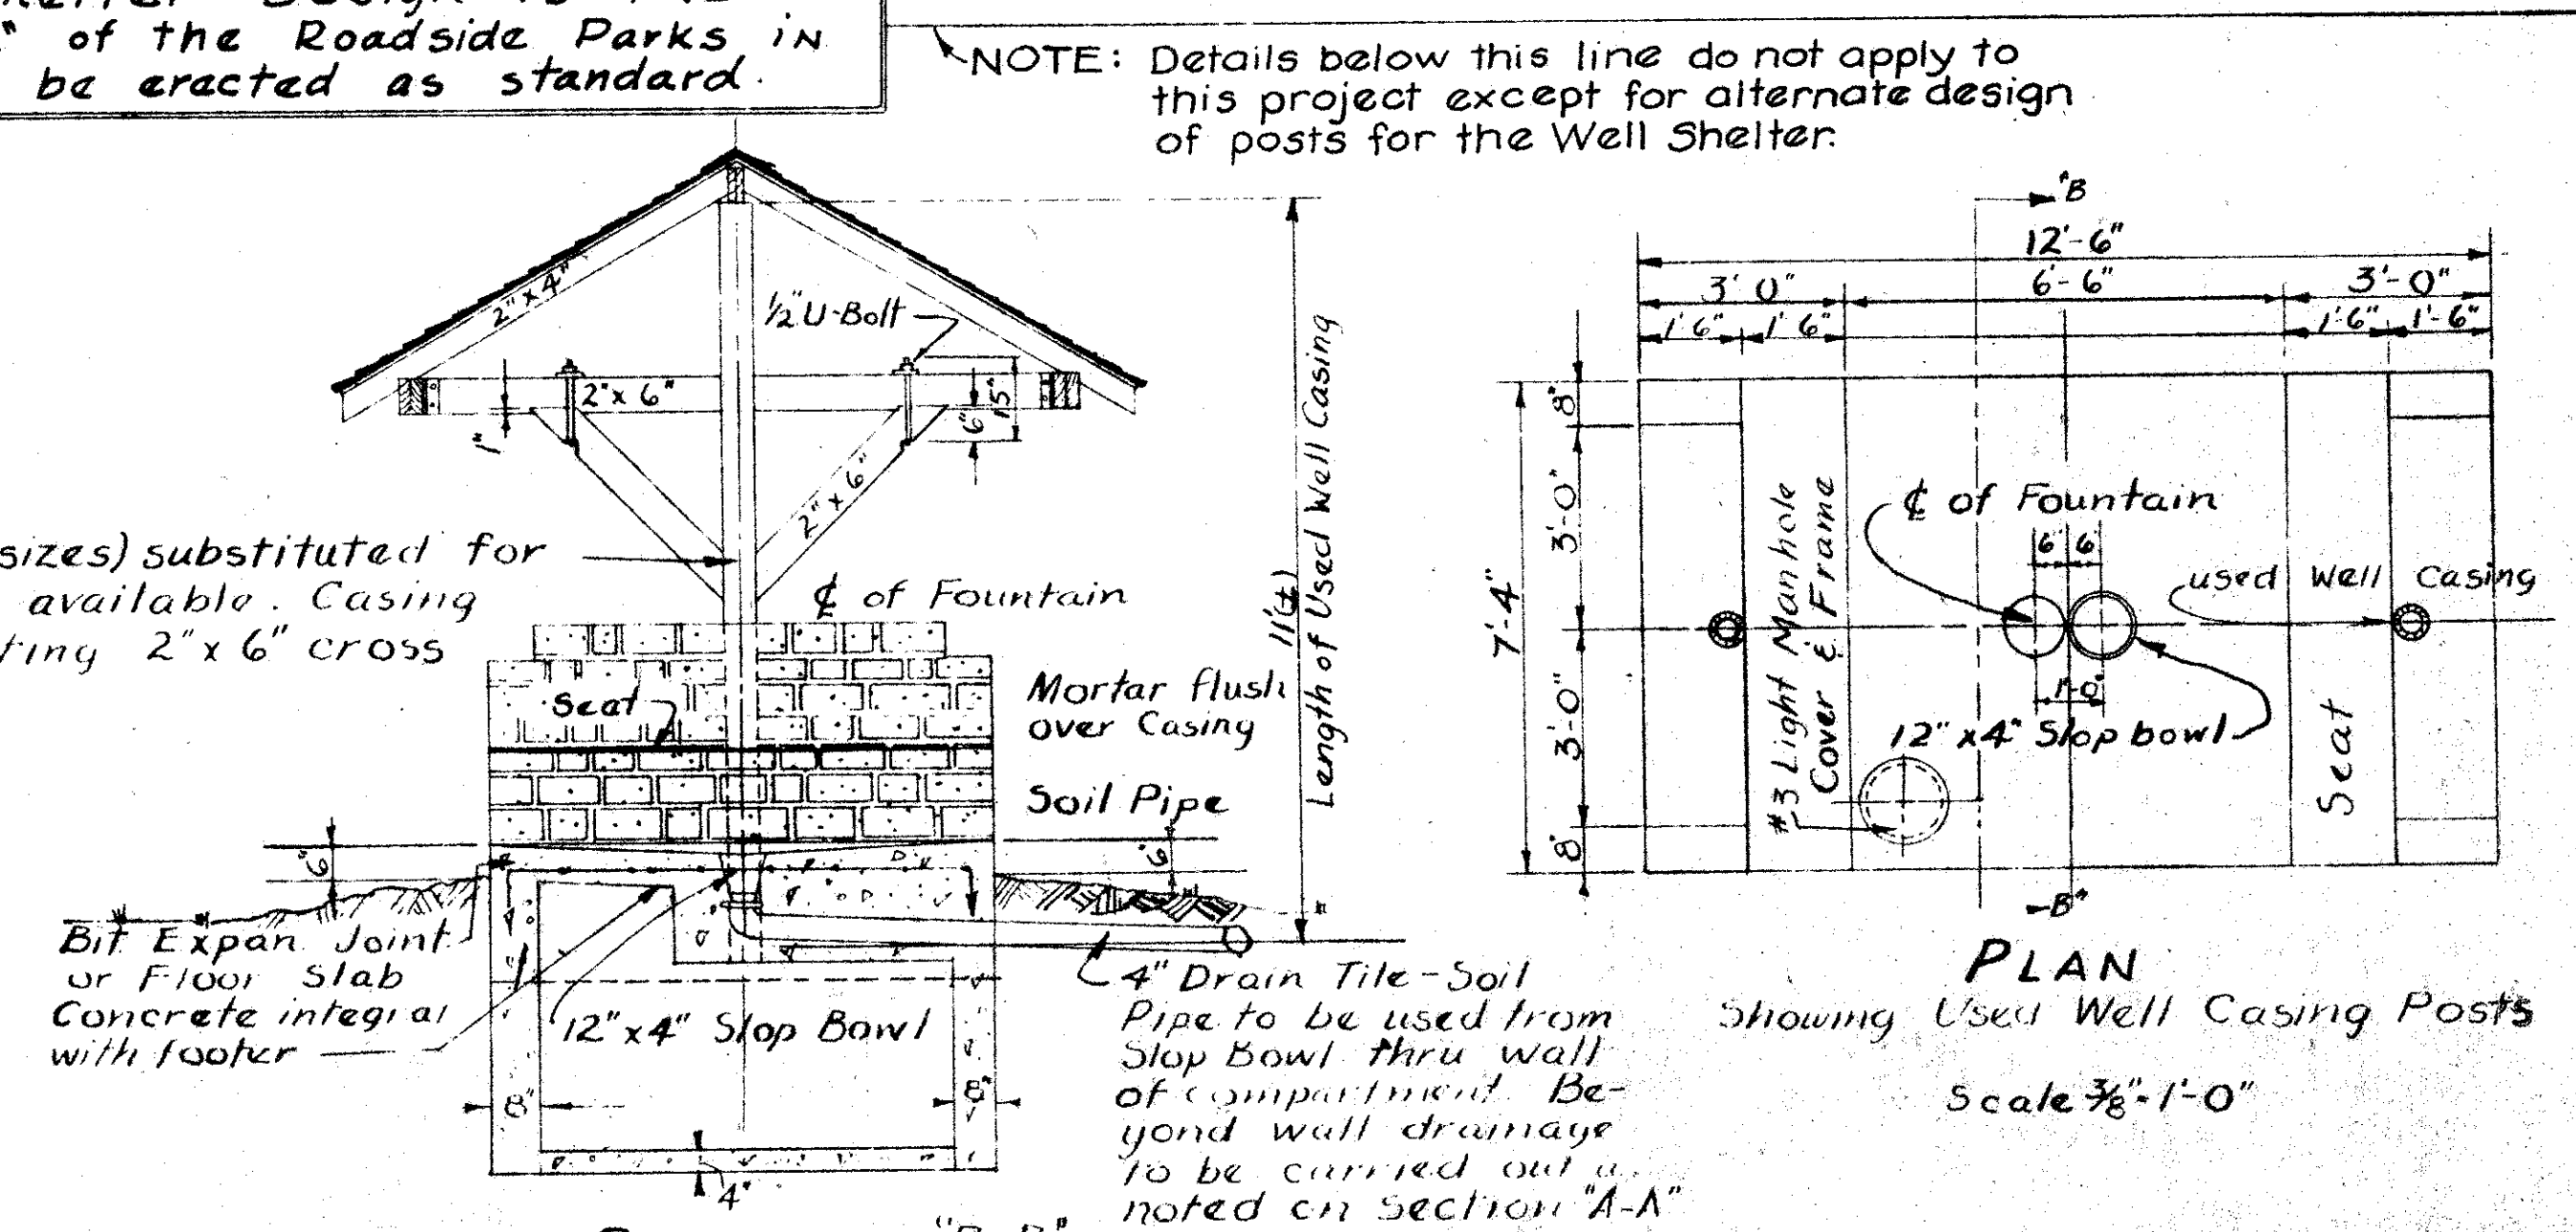 of the Roadside Parks in
be erected as standard.
NOTE: Details below this line do not apply to
this project except for alternate design
of posts for the Well Shelter.
2" x 4"
½" U-Bolt
2" x 6"
1"
6"
15"
2" x 6"
sizes) substituted for
available. Casing
2" x 6" cross
₵ of Fountain
Seat
Mortar flush
over Casing
Soil Pipe
11'(±)
Length of Used Well Casing
6"
6"
Bit. Expan. Joint
or Floor Slab
Concrete integral
with footer
12" x 4" Slop Bowl
8"
8"
4"
4" Drain Tile-Soil
Pipe to be used from
Slop Bowl thru wall
of compartment. Be-
yond wall drainage
to be carried out
noted on Section "A-A"
"B
12'-6"
3' 0"
6'-6"
3'-0"
1'6"
1'6"
1'6"
1'-6"
8"
3'-0"
7'-4"
3'-0"
8"
#3 Light Manhole
Cover & Frame
₵ of Fountain
6
6
used Well Casing
1'-0"
12" x 4" Slop bowl
Seat
B"
PLAN
Showing Used Well Casing Posts
Scale ⅜"=1'-0"